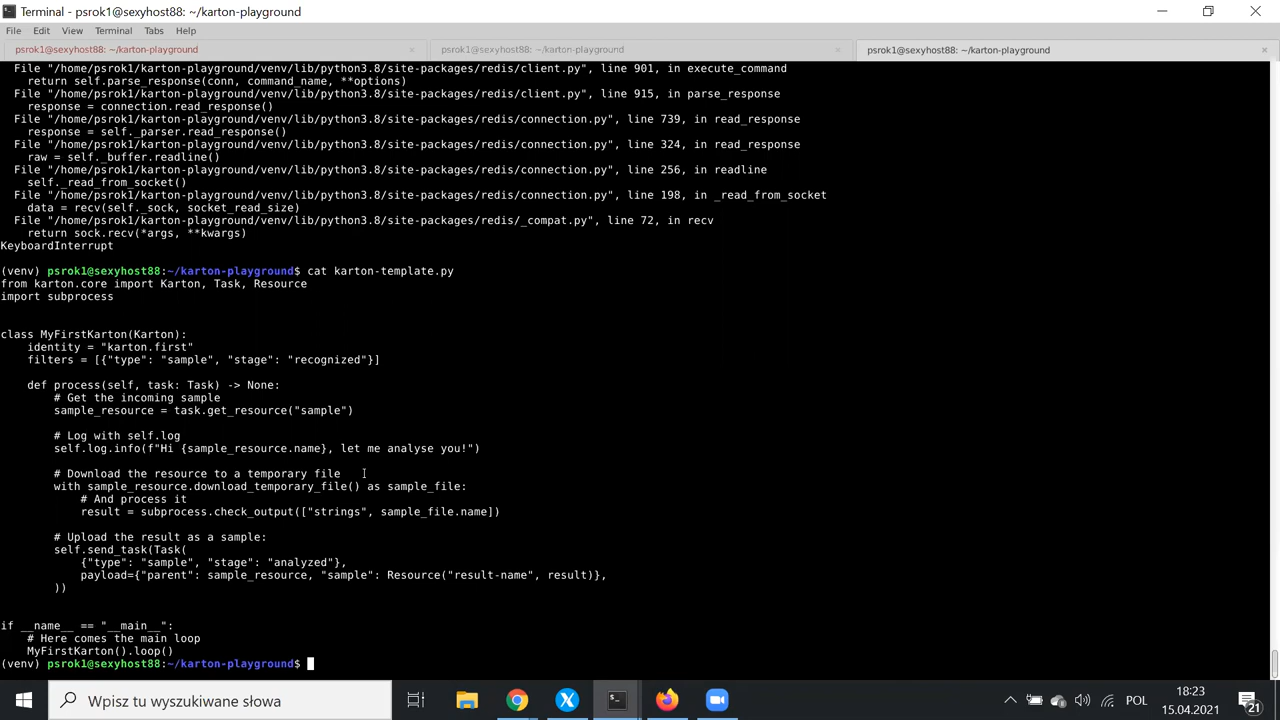 Terminal - psrok1@sexyhost88: ~/karton-playground
File Edit View Terminal Tabs Help
psrok1@sexyhost88: ~/karton-playground
psrok1@sexyhost88: ~/karton-playground
psrok1@sexyhost88: ~/karton-playground
  File "/home/psrok1/karton-playground/venv/lib/python3.8/site-packages/redis/client.py", line 901, in execute_command
    return self.parse_response(conn, command_name, **options)
  File "/home/psrok1/karton-playground/venv/lib/python3.8/site-packages/redis/client.py", line 915, in parse_response
    response = connection.read_response()
  File "/home/psrok1/karton-playground/venv/lib/python3.8/site-packages/redis/connection.py", line 739, in read_response
    response = self._parser.read_response()
  File "/home/psrok1/karton-playground/venv/lib/python3.8/site-packages/redis/connection.py", line 324, in read_response
    raw = self._buffer.readline()
  File "/home/psrok1/karton-playground/venv/lib/python3.8/site-packages/redis/connection.py", line 256, in readline
    self._read_from_socket()
  File "/home/psrok1/karton-playground/venv/lib/python3.8/site-packages/redis/connection.py", line 198, in _read_from_socket
    data = recv(self._sock, socket_read_size)
  File "/home/psrok1/karton-playground/venv/lib/python3.8/site-packages/redis/_compat.py", line 72, in recv
    return sock.recv(*args, **kwargs)
KeyboardInterrupt
(venv) psrok1@sexyhost88:~/karton-playground$ cat karton-template.py
from karton.core import Karton, Task, Resource
import subprocess
class MyFirstKarton(Karton):
    identity = "karton.first"
    filters = [{"type": "sample", "stage": "recognized"}]
    def process(self, task: Task) -> None:
        # Get the incoming sample
        sample_resource = task.get_resource("sample")
        # Log with self.log
        self.log.info(f"Hi {sample_resource.name}, let me analyse you!")
        # Download the resource to a temporary file
        with sample_resource.download_temporary_file() as sample_file:
            # And process it
            result = subprocess.check_output(["strings", sample_file.name])
        # Upload the result as a sample:
        self.send_task(Task(
            {"type": "sample", "stage": "analyzed"},
            payload={"parent": sample_resource, "sample": Resource("result-name", result)},
        ))
if __name__ == "__main__":
    # Here comes the main loop
    MyFirstKarton().loop()
(venv) psrok1@sexyhost88:~/karton-playground$
Wpisz tu wyszukiwane słowa
POL
18:23
15.04.2021
21